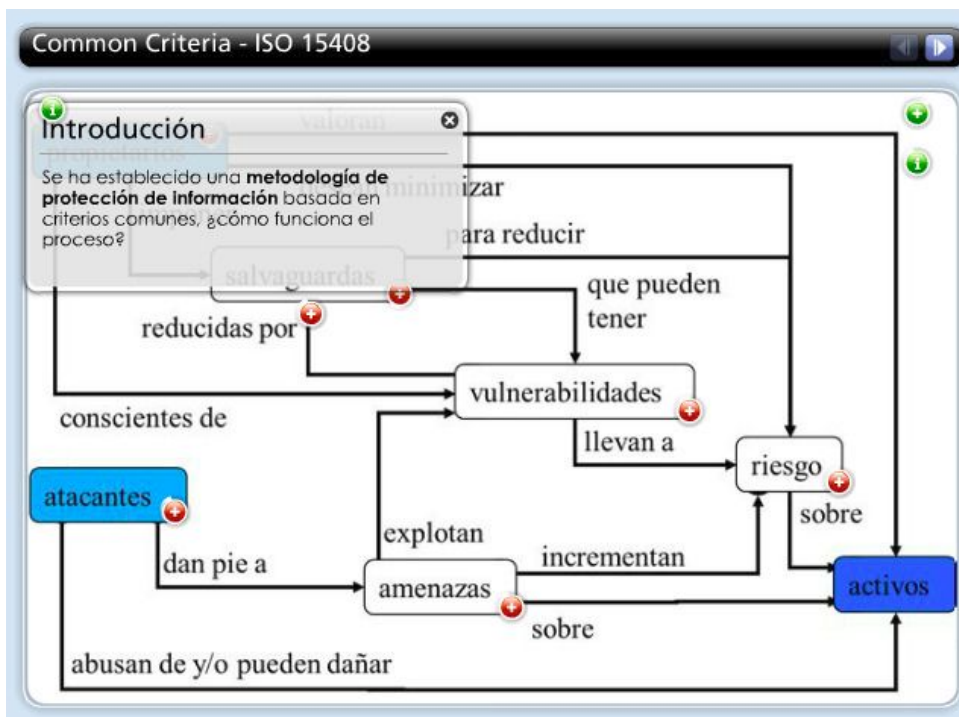 Common Criteria - ISO 15408
Introducción
Se ha establecido una metodología de
protección de información basada en
criterios comunes, ¿cómo funciona el
proceso?
valoran
propietarios
desean minimizar
para reducir
salvaguardas
que pueden
tener
reducidas por
vulnerabilidades
conscientes de
llevan a
riesgo
atacantes
sobre
explotan
dan pie a
incrementan
amenazas
activos
sobre
abusan de y/o pueden dañar